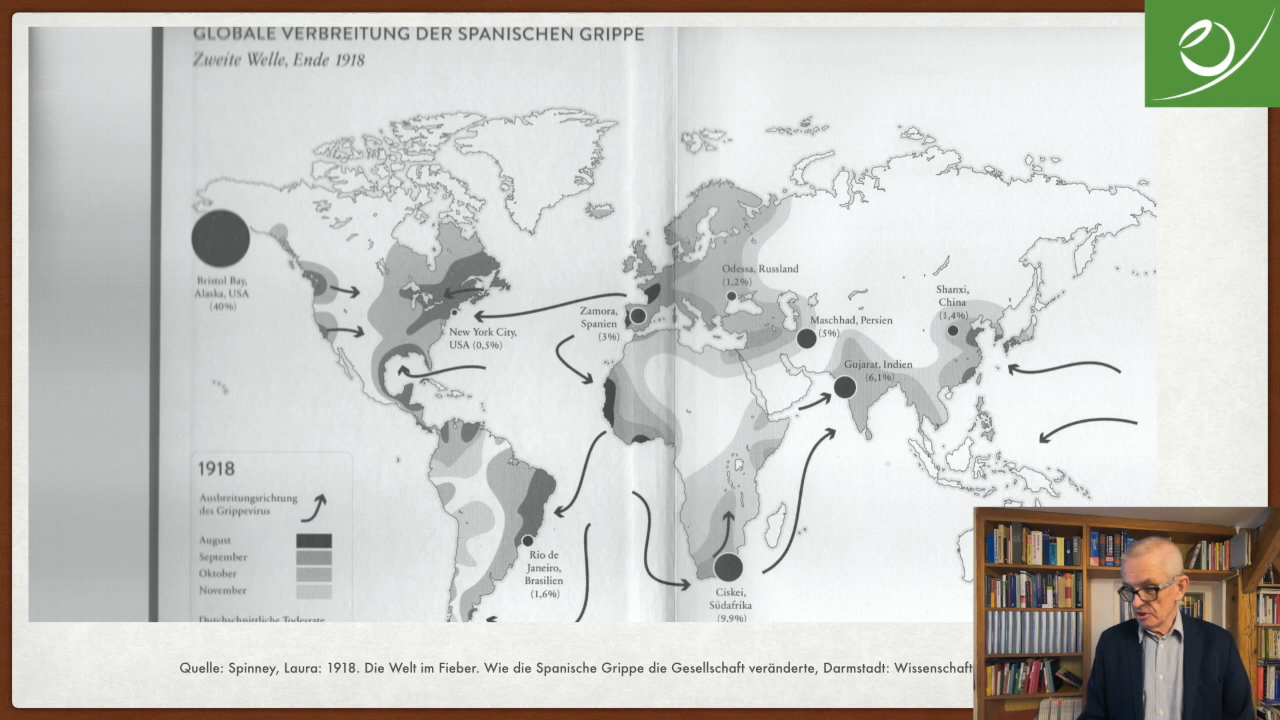 GLOBALE VERBREITUNG DER SPANISCHEN GRIPPE
Zweite Welle, Ende 1918
Bristol Bay,
Alaska, USA
(40%)
New York City,
USA (0,5%)
Zamora,
Spanien
(3%)
Odessa, Russland
(1,2%)
Maschhad, Persien
(5%)
Gujarat, Indien
(6,1%)
Shanxi,
China
(1,4%)
Rio de
Janeiro,
Brasilien
(1,6%)
Ciskei,
Südafrika
(9,9%)
1918
Ausbreitungsrichtung
des Grippevirus
August
September
Oktober
November
Durchschnittliche Todesrate
Quelle: Spinney, Laura: 1918. Die Welt im Fieber. Wie die Spanische Grippe die Gesellschaft veränderte, Darmstadt: Wissenschaft